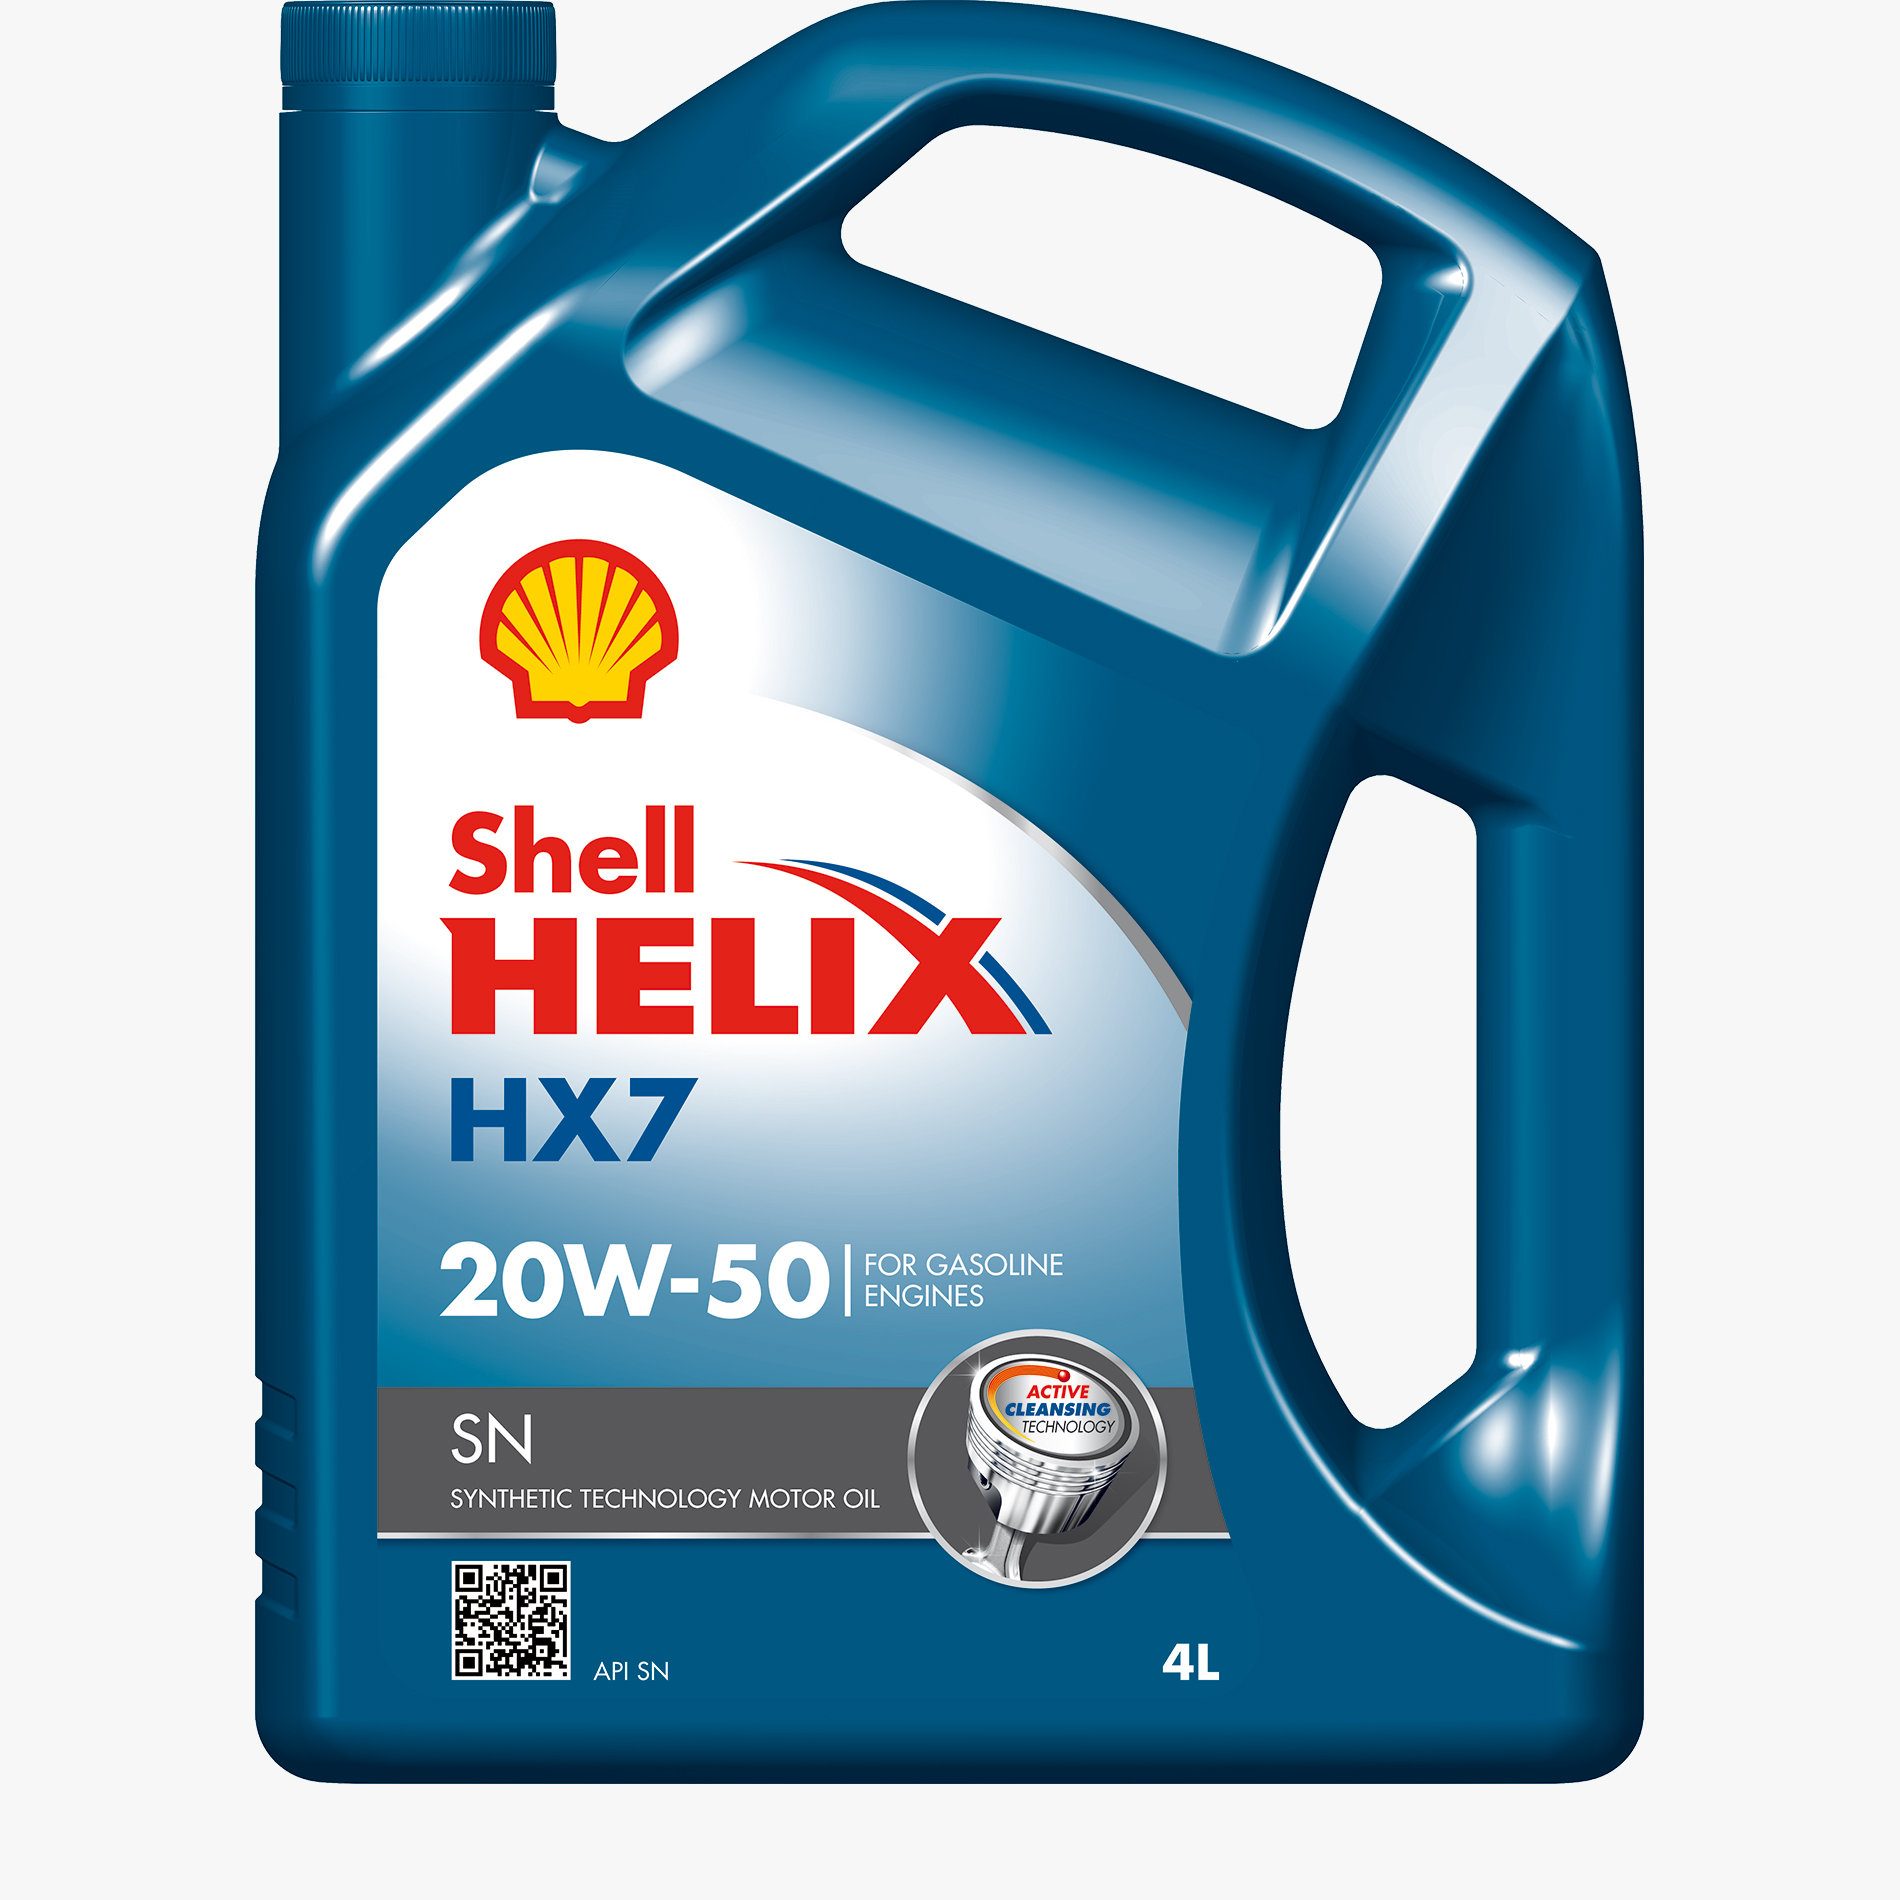 Shell
HELIX
HX7
20W-50
FOR GASOLINE
ENGINES
ACTIVE
CLEANSING
TECHNOLOGY
SN
SYNTHETIC TECHNOLOGY MOTOR OIL
API SN
4L